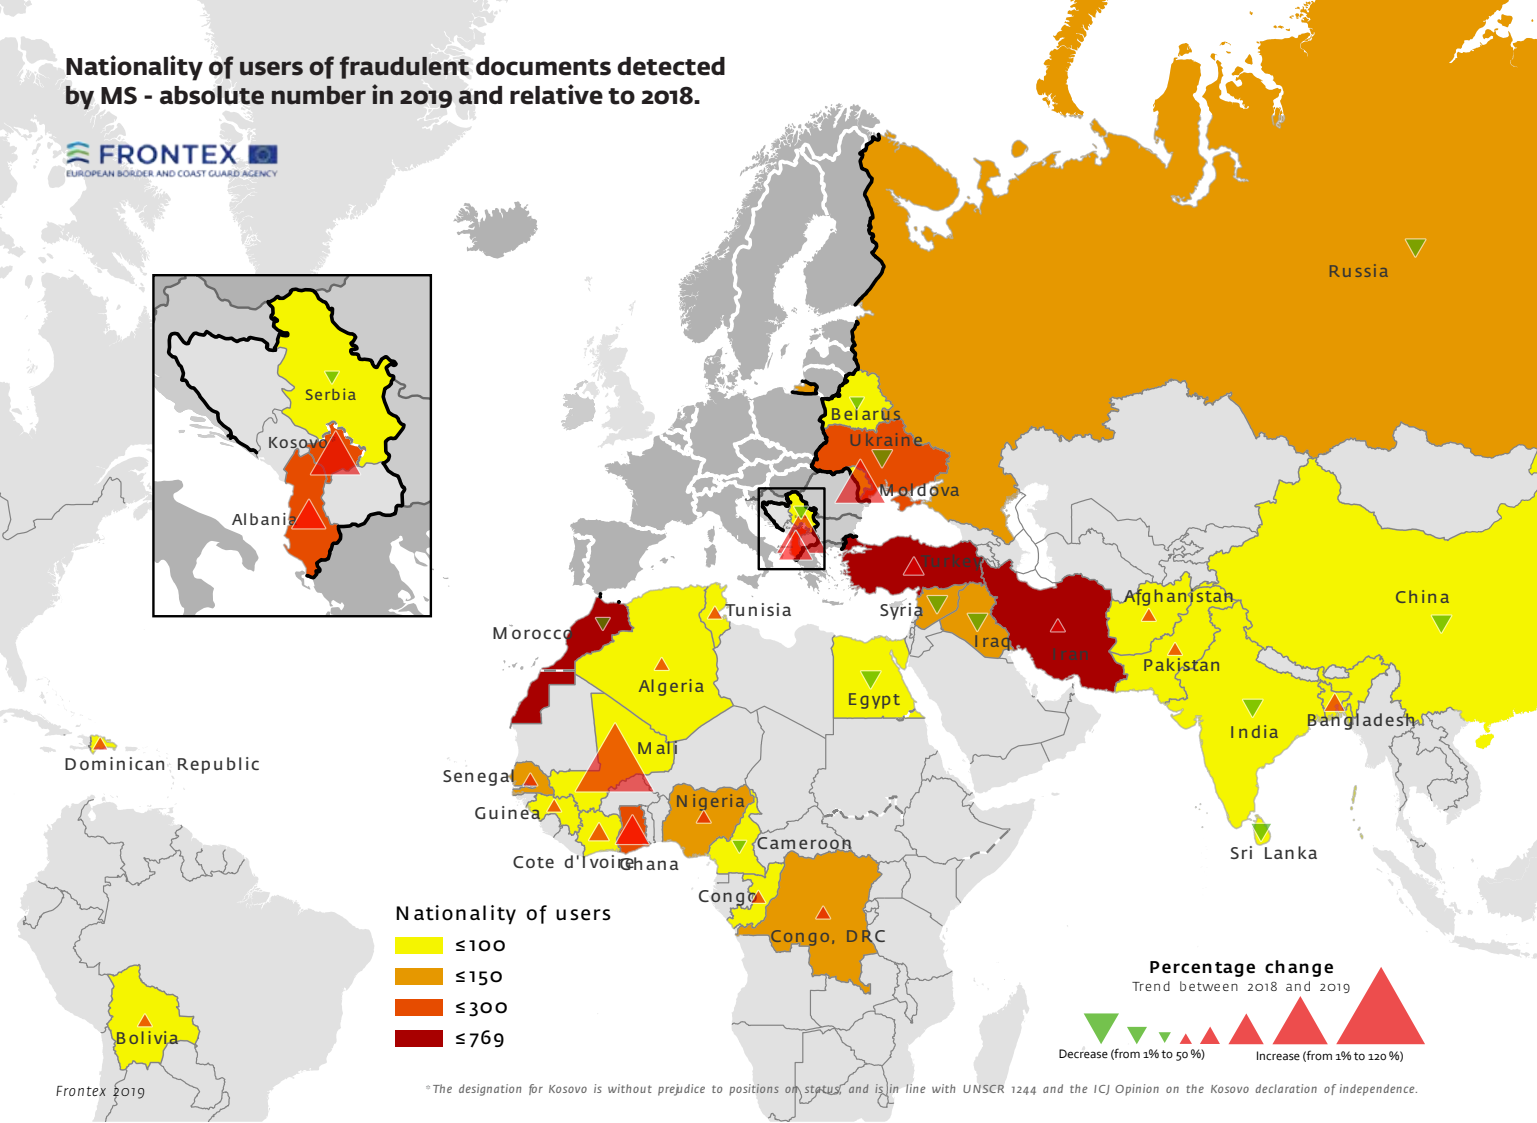 Nationality of users of fraudulent documents detected
by MS - absolute number in 2019 and relative to 2018.
FRONTEX
EUROPEAN BORDER AND COAST GUARD AGENCY
Russia
Serbia
Kosovo
Albania
Belarus
Ukraine
Moldova
Turkey
Tunisia
Syria
Iraq
Iran
Afghanistan
China
Pakistan
Morocco
Algeria
Egypt
India
Bangladesh
Mali
Dominican Republic
Senegal
Guinea
Nigeria
Cote d'Ivoire
Ghana
Cameroon
Sri Lanka
Congo
Congo, DRC
Bolivia
Nationality of users
≤100
≤150
≤300
≤769
Percentage change
Trend between 2018 and 2019
Decrease (from 1% to 50 %)
Increase (from 1% to 120 %)
Frontex 2019
°The designation for Kosovo is without prejudice to positions on status, and is in line with UNSCR 1244 and the ICJ Opinion on the Kosovo declaration of independence.